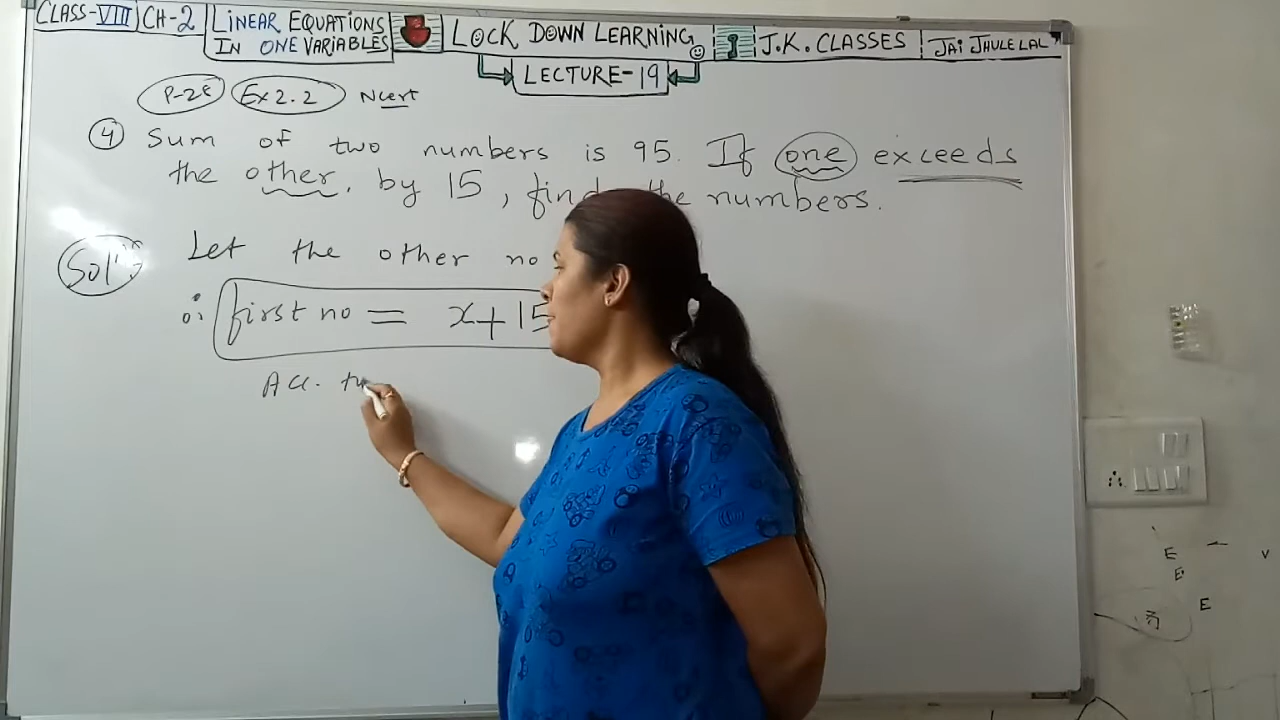 CLASS-VIII CH-2 LINEAR EQUATIONS IN ONE VARIABLES LOCK DOWN LEARNING J.K. CLASSES JAI JHULELAL
LECTURE-19
P-28 Ex 2.2 Ncert
4 Sum of two numbers is 95. If one exceeds
the other, by 15, find the numbers.
Sol Let the other no
∴ first no = x+15
Acc. to